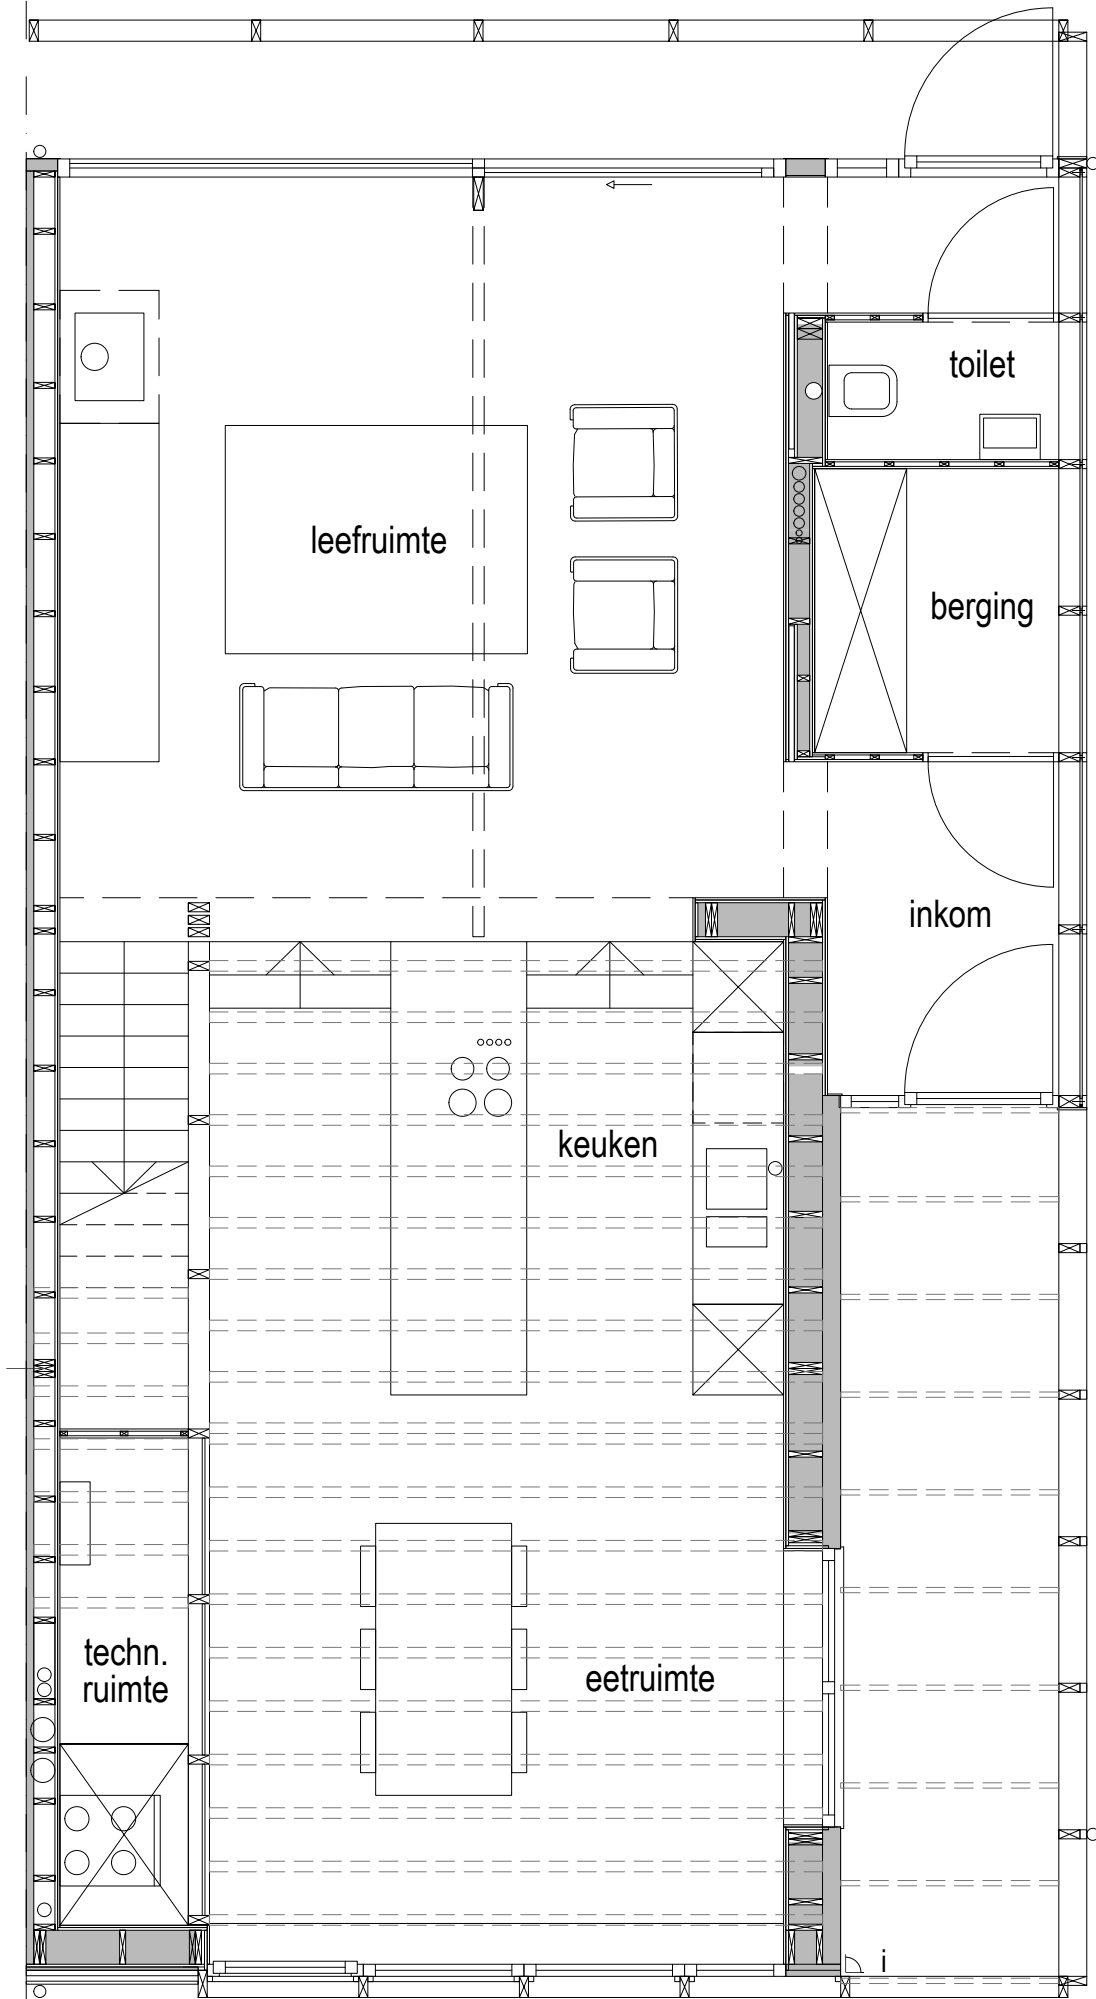 toilet
leefruimte
berging
inkom
keuken
techn.
ruimte
eetruimte
i